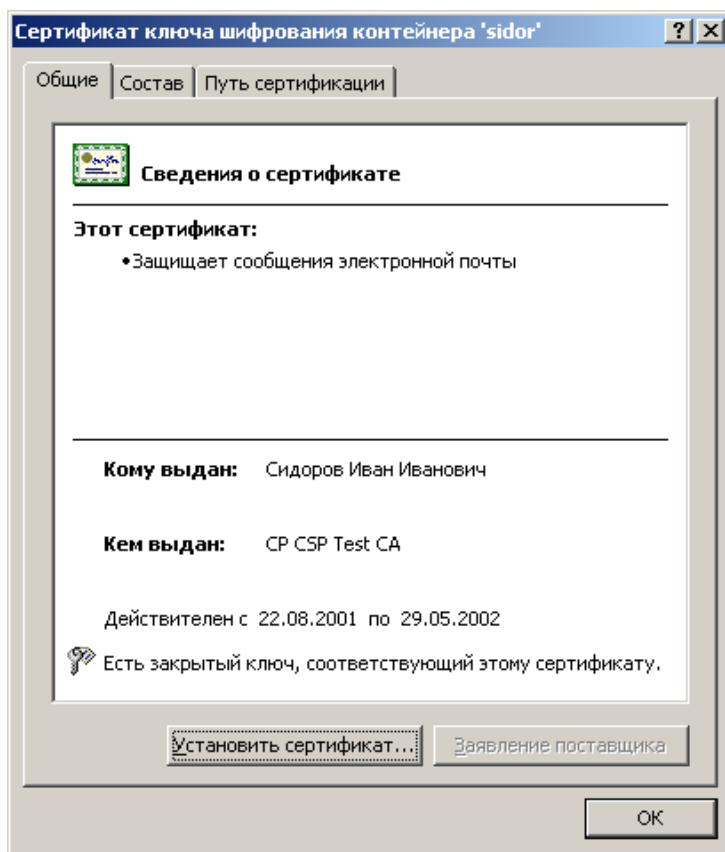 Сертификат ключа шифрования контейнера 'sidor'
Общие Состав Путь сертификации
Сведения о сертификате
Этот сертификат:
•Защищает сообщения электронной почты
Кому выдан: Сидоров Иван Иванович
Кем выдан: CP CSP Test CA
Действителен с 22.08.2001 по 29.05.2002
Есть закрытый ключ, соответствующий этому сертификату.
Установить сертификат... Заявление поставщика
ОК